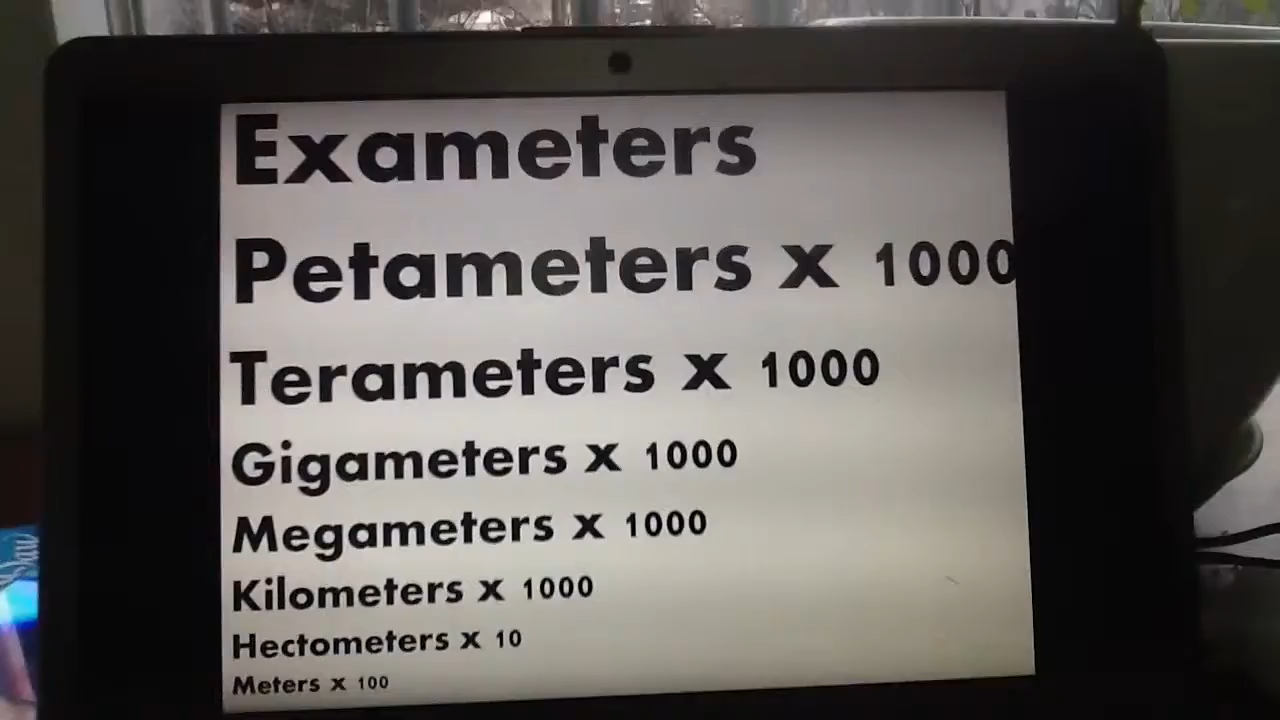 Exameters
Petameters x 1000
Terameters x 1000
Gigameters x 1000
Megameters x 1000
Kilometers x 1000
Hectometers x 10
Meters x 100